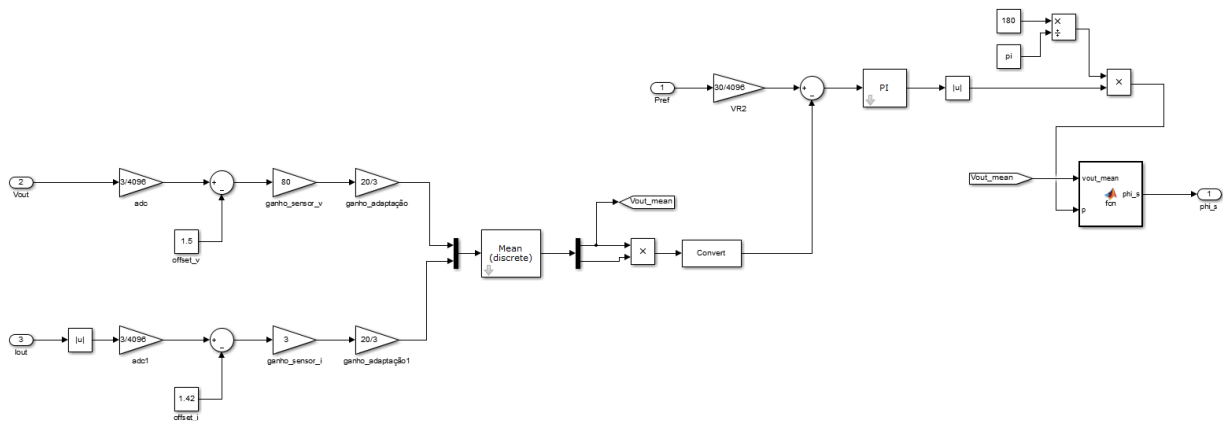 180
×
÷
pi
×
1
Pref
30/4096
VR2
+
-
PI
|u|
2
Vout
3/4096
adc
+
-
80
ganho_sensor_v
20/3
ganho_adaptação
1.5
offset_v
Vout_mean
Mean
(discrete)
×
Convert
Vout_mean
vout_mean
p
fcn
phi_s
1
phi_s
3
Iout
|u|
3/4096
adc1
+
-
3
ganho_sensor_i
20/3
ganho_adaptação1
1.42
offset_i